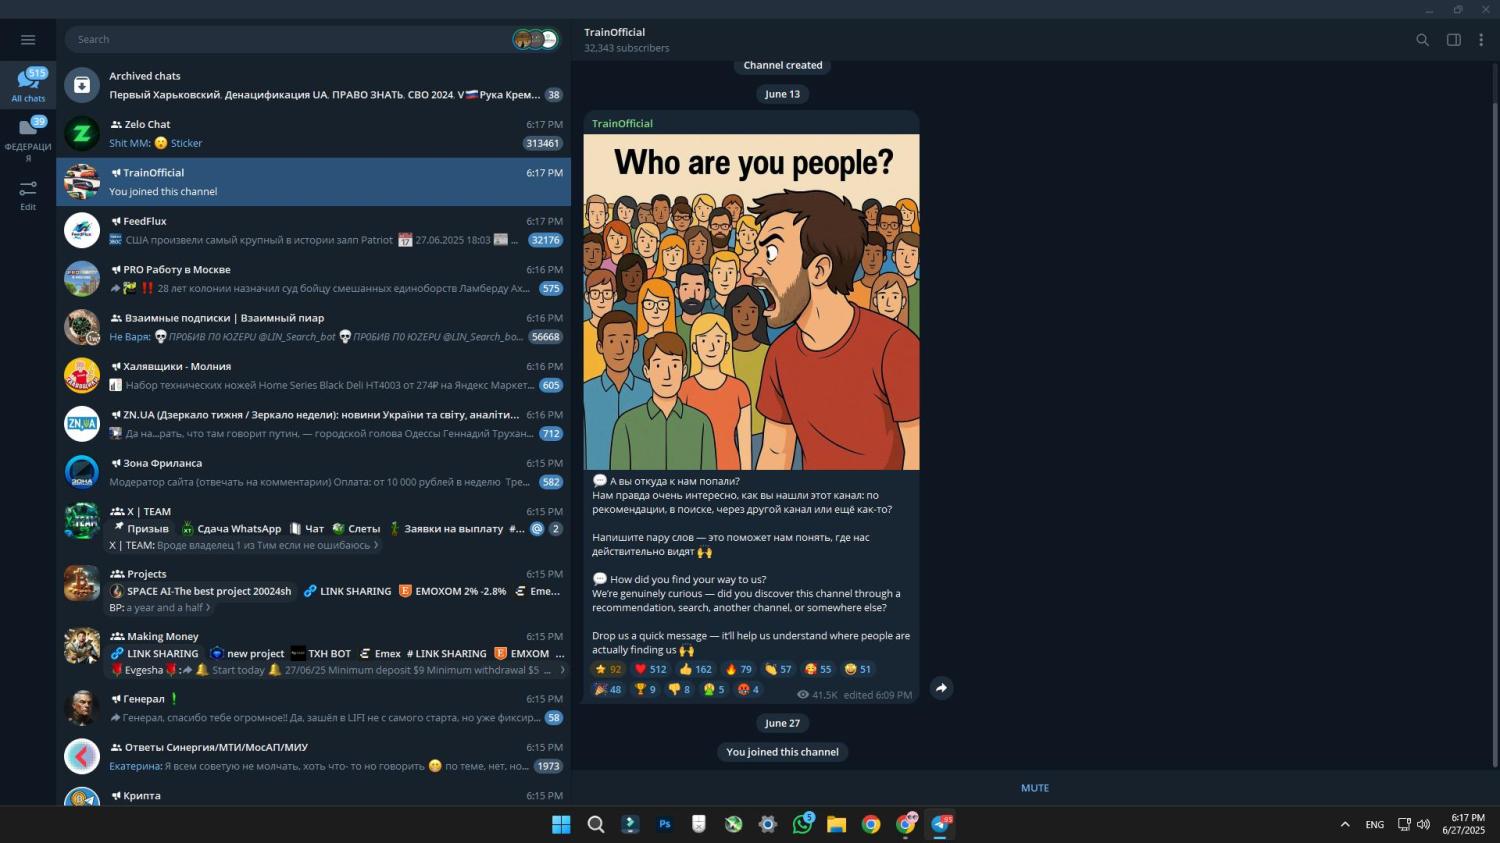 Search
515
All chats
39
ФЕДЕРАЦИ
Я
Edit
Archived chats
Первый Харьковский. Денацификация UA. ПРАВО ЗНАТЬ. СВО 2024. V🇷🇺Рука Крем... 38
Zelo Chat 6:17 PM
Shit MM: 😮 Sticker 313461
TrainOfficial 6:17 PM
You joined this channel
FeedFlux 6:17 PM
США произвели самый крупный в истории залп Patriot 📅 27.06.2025 18:03 📰 ... 32176
PRO Работу в Москве 6:16 PM
‼️ 28 лет колонии назначил суд бойцу смешанных единоборств Ламберду Ах... 575
Взаимные подписки | Взаимный пиар 6:16 PM
Не Варя: 💀ПР0БИВ П0 ЮZЕРU @LIN_Search_bot 💀ПР0БИВ П0 ЮZЕРU @LIN_Search_bo... 56668
Халявщики - Молния 6:16 PM
Набор технических ножей Home Series Black Deli HT4003 от 274₽ на Яндекс Маркет... 605
ZN.UA (Дзеркало тижня / Зеркало недели): новини України та світу, аналіти... 6:16 PM
Да на...рать, что там говорит путин, — городской голова Одессы Геннадий Трухан... 712
Зона Фриланса 6:15 PM
Модератор сайта (отвечать на комментарии) Оплата: от 10 000 рублей в неделю Тре... 582
X | TEAM 6:15 PM
Призыв Сдача WhatsApp Чат Слеты Заявки на выплату #... @ 2
X | TEAM: Вроде владелец 1 из Тим если не ошибаюсь ›
Projects 6:15 PM
SPACE AI-The best project 20024sh 🔗 LINK SHARING EMOXOM 2% -2.8% Eme...
BP: a year and a half ›
Making Money 6:15 PM
🔗 LINK SHARING new project TXH BOT Emex # LINK SHARING EMXOM ...
🌹Evgesha🌹: 🔔 Start today 🔔 27/06/25 Minimum deposit $9 Minimum withdrawal $5 ... ›
Генерал 6:15 PM
Генерал, спасибо тебе огромное!! Да, зашёл в LIFI не с самого старта, но уже фиксир... 58
Ответы Синергия/МТИ/МосАП/МИУ 6:15 PM
Екатерина: Я всем советую не молчать, хоть что- то но говорить 😊 по теме, нет, но... 1973
Крипта 6:15 PM
TrainOfficial
32,343 subscribers
Channel created
June 13
TrainOfficial
Who are you people?
💬 А вы откуда к нам попали?
Нам правда очень интересно, как вы нашли этот канал: по
рекомендации, в поиске, через другой канал или ещё как-то?
Напишите пару слов — это поможет нам понять, где нас
действительно видят 🙌
💬 How did you find your way to us?
We're genuinely curious — did you discover this channel through a
recommendation, search, another channel, or somewhere else?
Drop us a quick message — it'll help us understand where people are
actually finding us 🙌
⭐ 92 ❤️ 512 👍 162 🔥 79 👏 57 🥰 55 🤩 51
🎉 48 🏆 9 👎 8 🤮 5 🤬 4
41.5K edited 6:09 PM
June 27
You joined this channel
MUTE
Ps
5
ENG
6:17 PM
6/27/2025